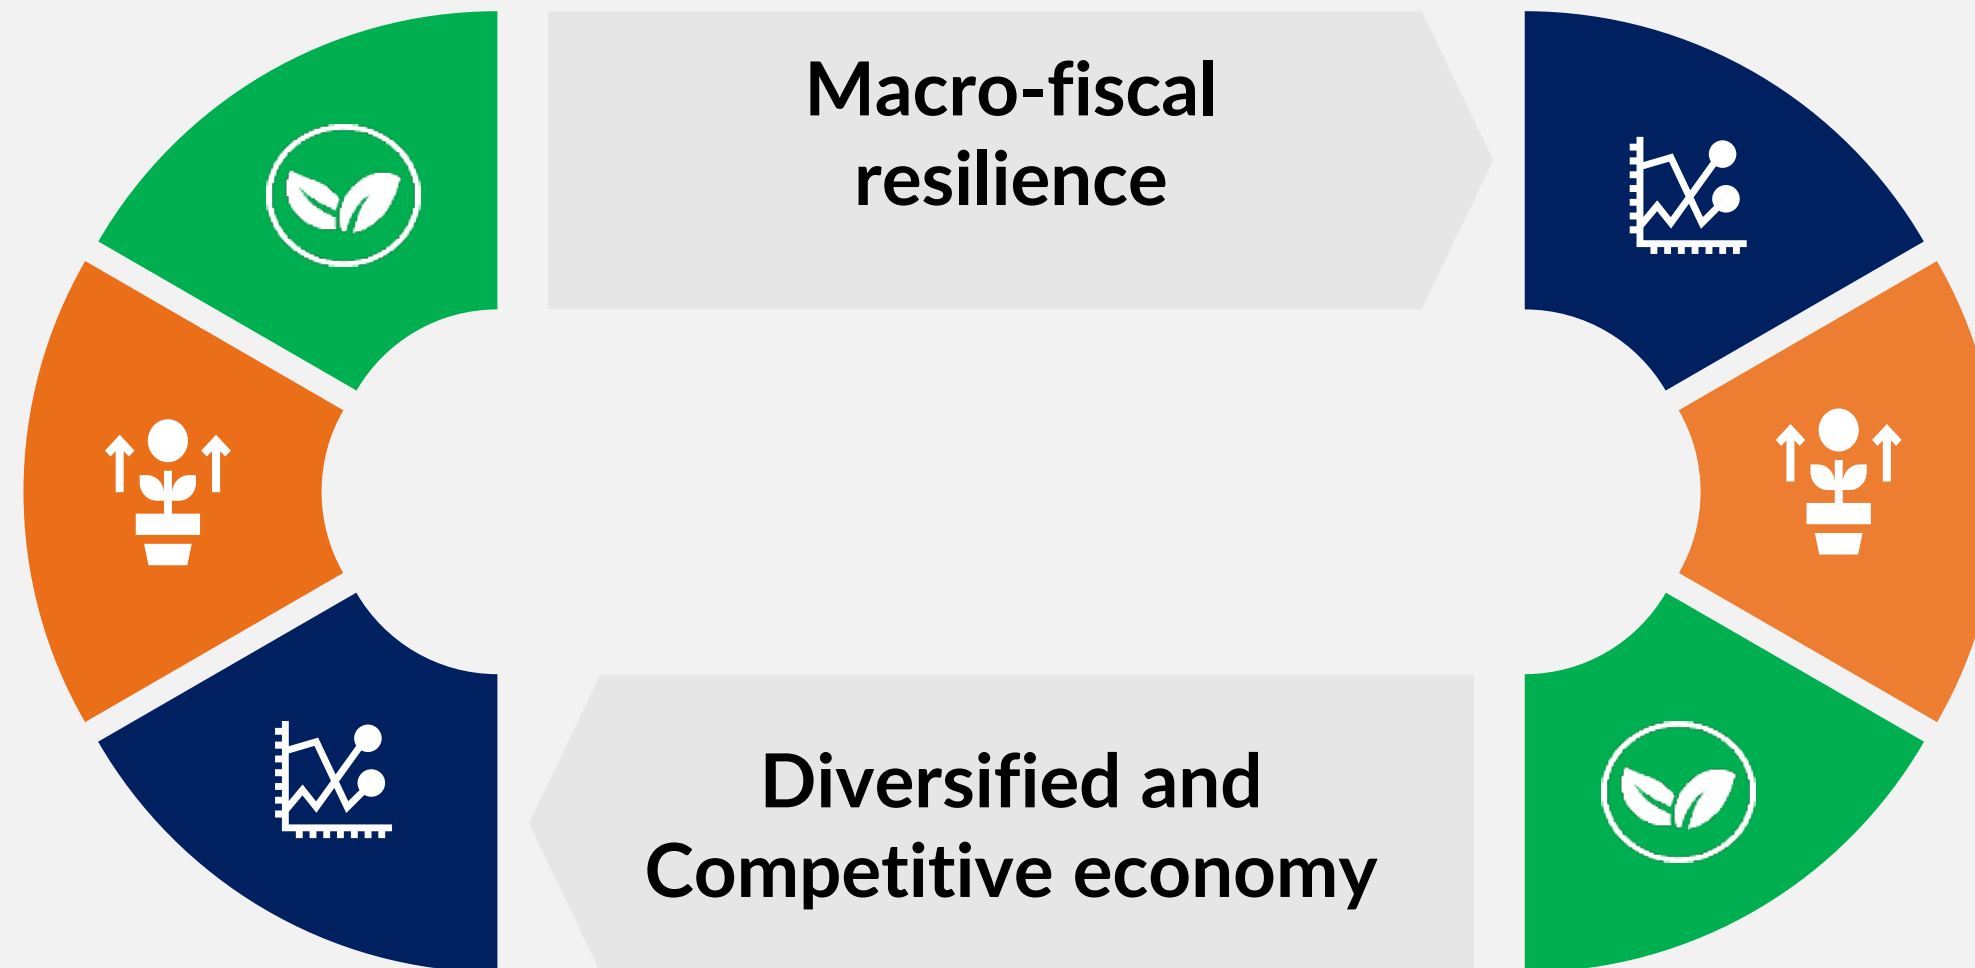 Macro-fiscal
resilience
Diversified and
Competitive economy